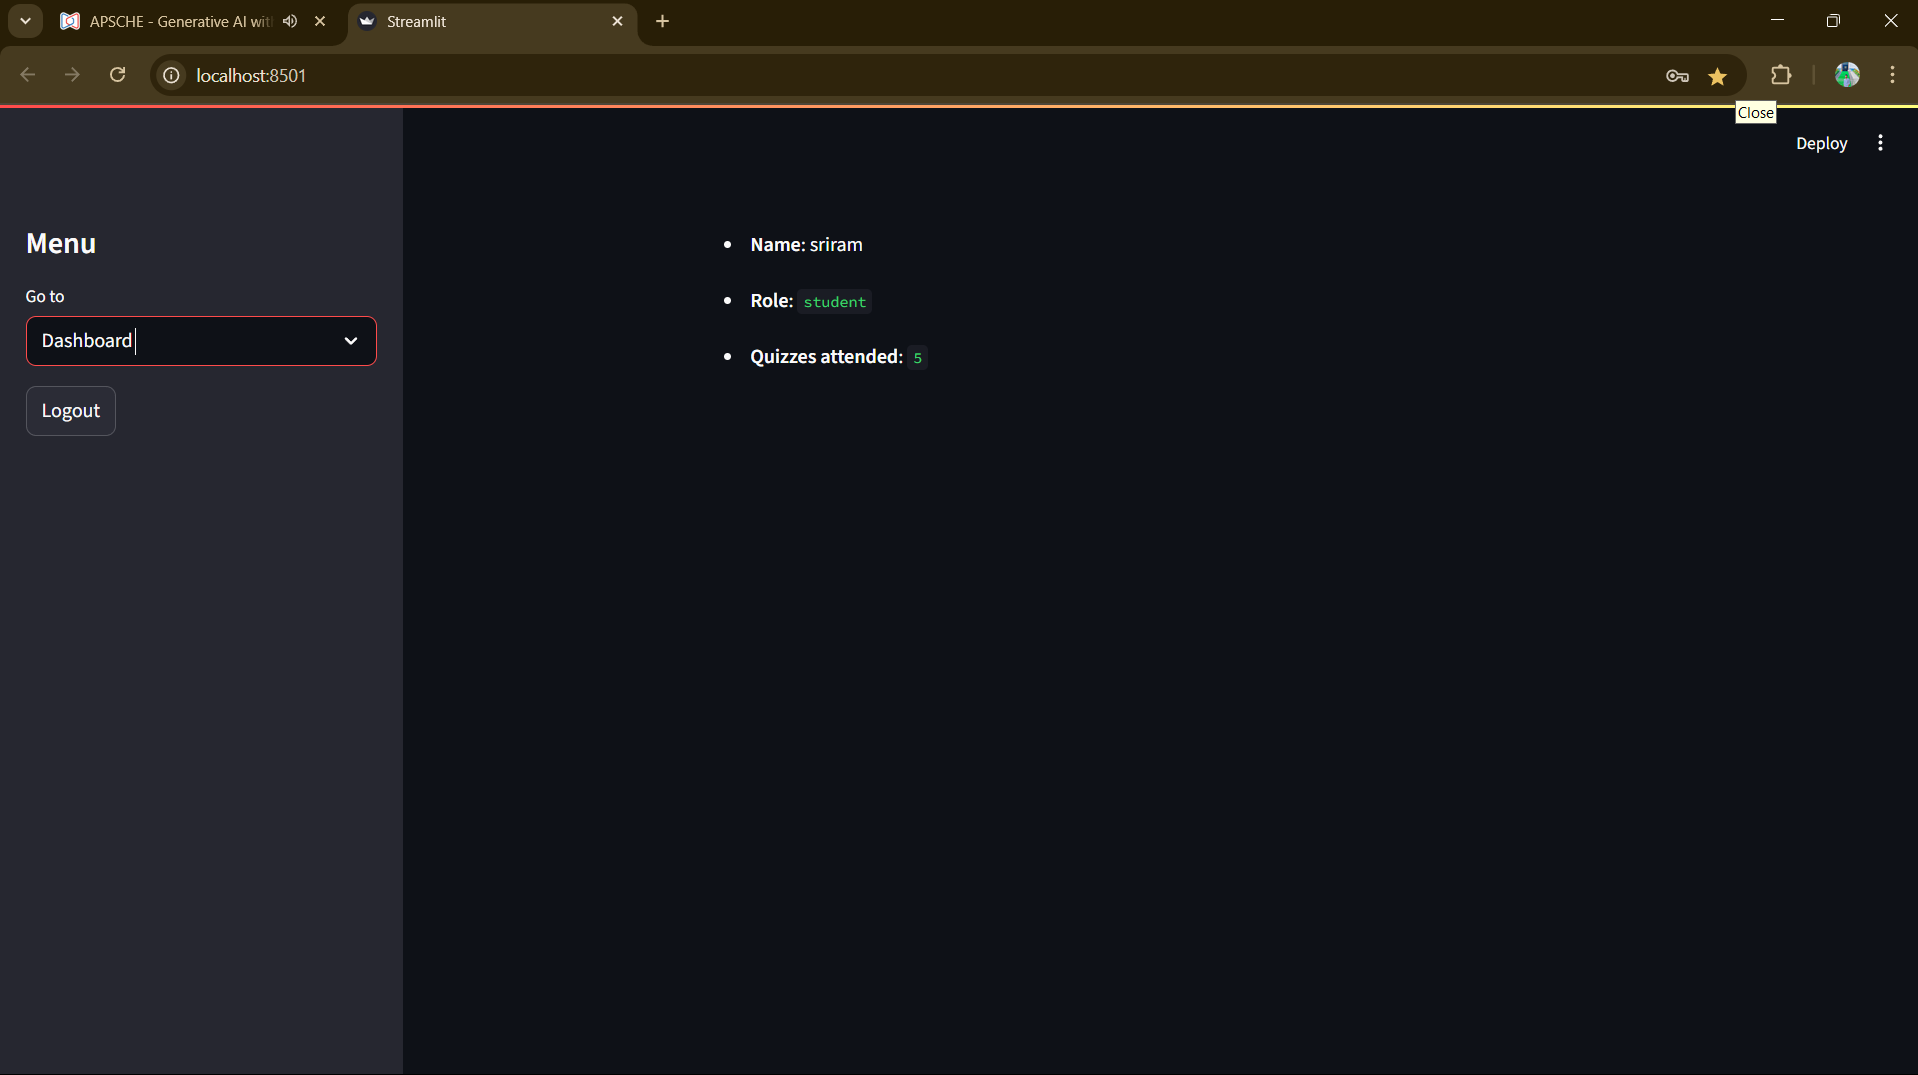 APSCHE - Generative AI wit
Streamlit
localhost:8501
Close
Deploy
Menu
Go to
Dashboard
Logout
Name: sriram
Role: student
Quizzes attended: 5